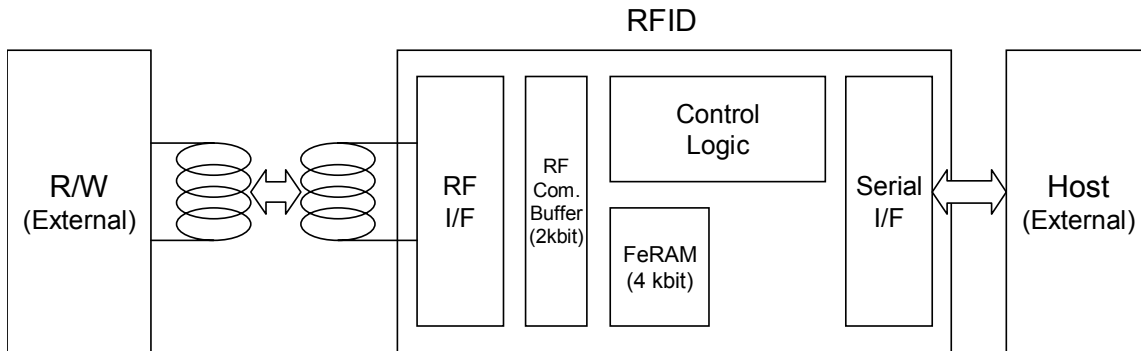 RFID
R/W
(External)
RF
I/F
RF
Com.
Buffer
(2kbit)
Control
Logic
FeRAM
(4 kbit)
Serial
I/F
Host
(External)